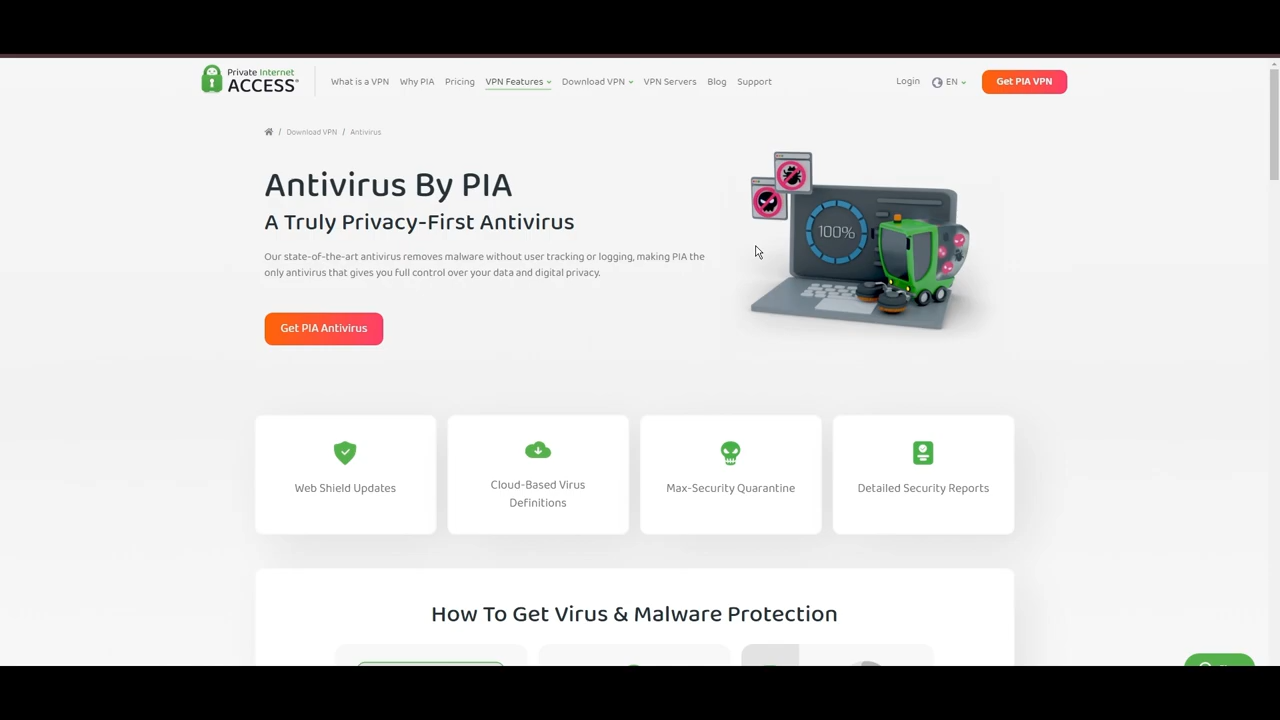 Private Internet
ACCESS®
What is a VPN
Why PIA
Pricing
VPN Features
Download VPN
VPN Servers
Blog
Support
Login
EN
Get PIA VPN
/ Download VPN / Antivirus
Antivirus By PIA
A Truly Privacy-First Antivirus
Our state-of-the-art antivirus removes malware without user tracking or logging, making PIA the
only antivirus that gives you full control over your data and digital privacy.
100%
Get PIA Antivirus
Web Shield Updates
Cloud-Based Virus
Definitions
Max-Security Quarantine
Detailed Security Reports
How To Get Virus & Malware Protection